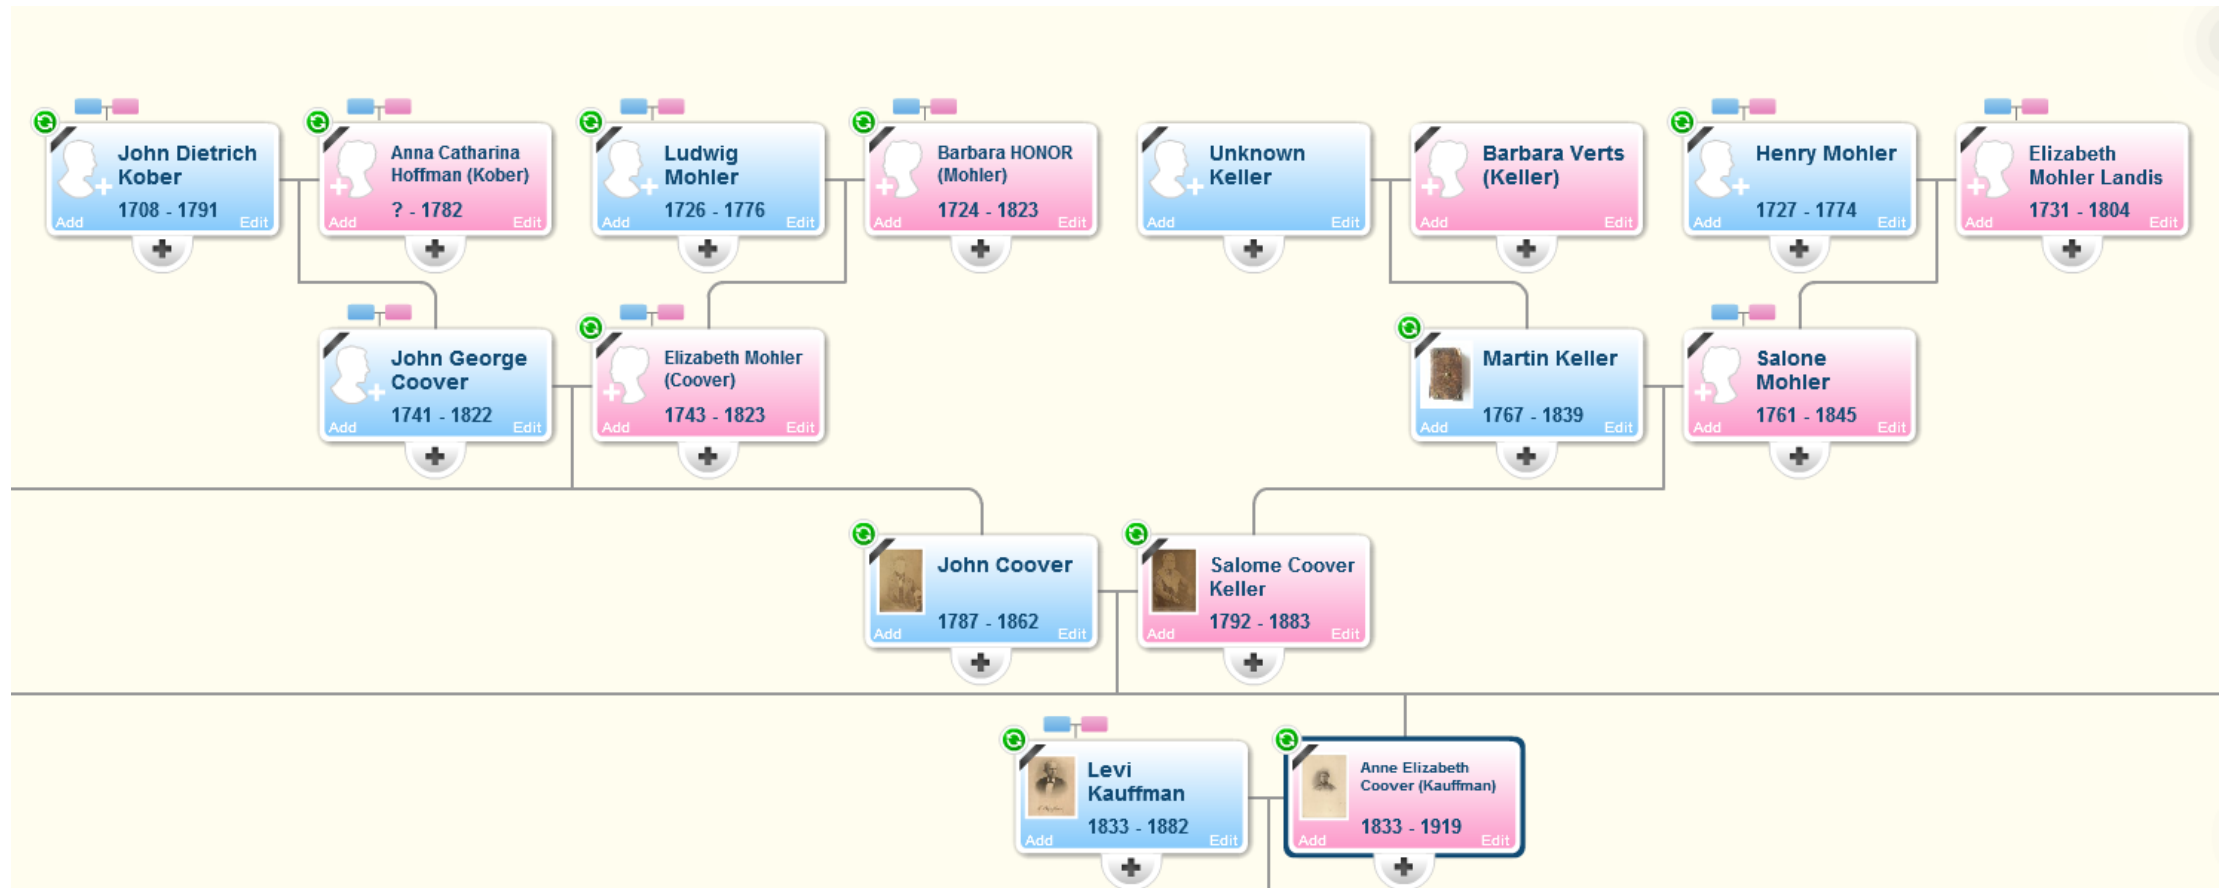 John Dietrich
Kober
1708 - 1791
Add Edit
Anna Catharina
Hoffman (Kober)
? - 1782
Add Edit
Ludwig
Mohler
1726 - 1776
Add Edit
Barbara HONOR
(Mohler)
1724 - 1823
Add Edit
Unknown
Keller
Add Edit
Barbara Verts
(Keller)
Add Edit
Henry Mohler
1727 - 1774
Add Edit
Elizabeth
Mohler Landis
1731 - 1804
Add Edit
John George
Coover
1741 - 1822
Add Edit
Elizabeth Mohler
(Coover)
1743 - 1823
Add Edit
Martin Keller
1767 - 1839
Add Edit
Salone
Mohler
1761 - 1845
Add Edit
John Coover
1787 - 1862
Add Edit
Salome Coover
Keller
1792 - 1883
Add Edit
Levi
Kauffman
1833 - 1882
Add Edit
Anne Elizabeth
Coover (Kauffman)
1833 - 1919
Add Edit